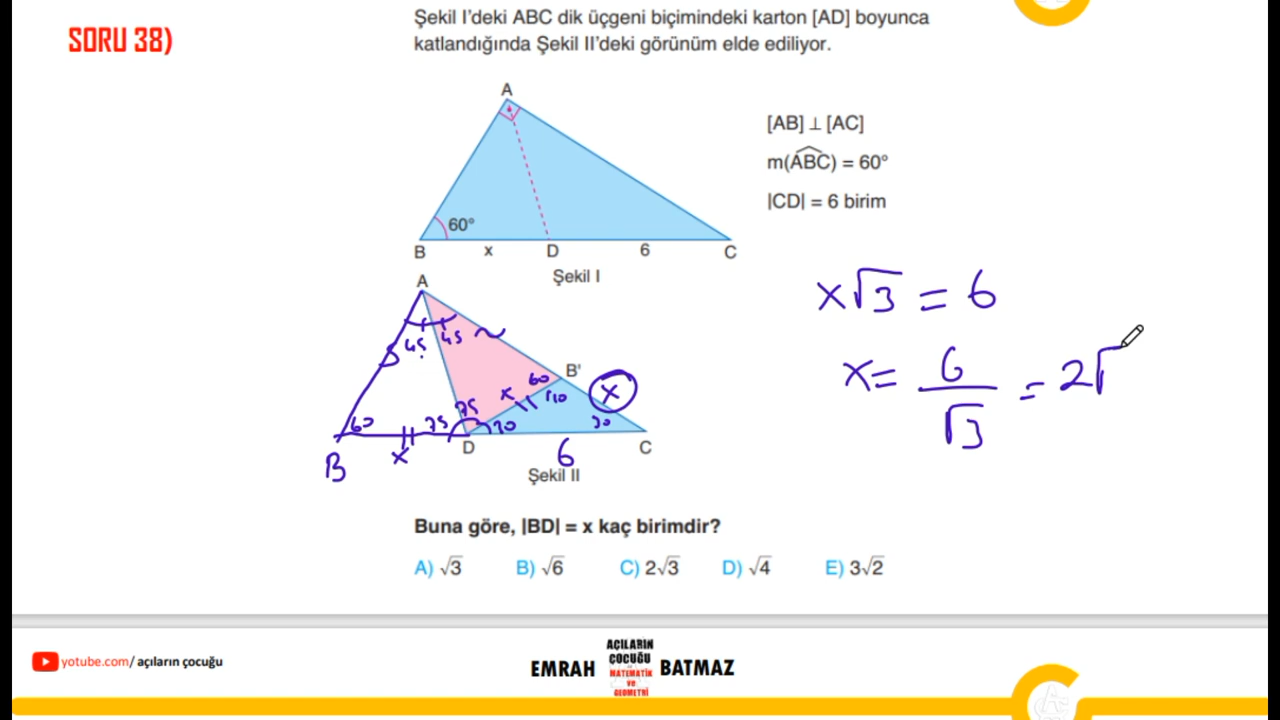 SORU 38)
Şekil I'deki ABC dik üçgeni biçimindeki karton [AD] boyunca
katlandığında Şekil II'deki görünüm elde ediliyor.
A
60°
B x D 6 C
Şekil I
[AB] ⊥ [AC]
m(ABC) = 60°
|CD| = 6 birim
x√3 = 6
x = 6/√3 = 2√
A
45 45
B'
60
x
x
110
60
75
75
30
30
B
x
D
6
C
Şekil II
Buna göre, |BD| = x kaç birimdir?
A) √3 B) √6 C) 2√3 D) √4 E) 3√2
yotube.com/ açıların çocuğu
EMRAH
AÇILARIN
ÇOCUĞU
MATEMATİK
VE
GEOMETRİ
BATMAZ